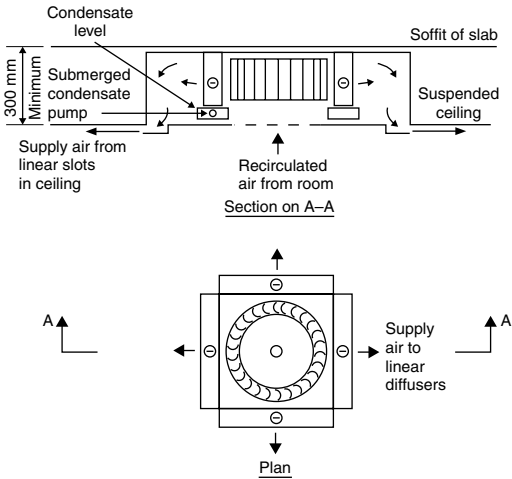 Condensate
level
Soffit of slab
300 mm
Minimum
Submerged
condensate
pump
Suspended
ceiling
Supply air from
linear slots
in ceiling
Recirculated
air from room
Section on A–A
A
A
Supply
air to
linear
diffusers
Plan